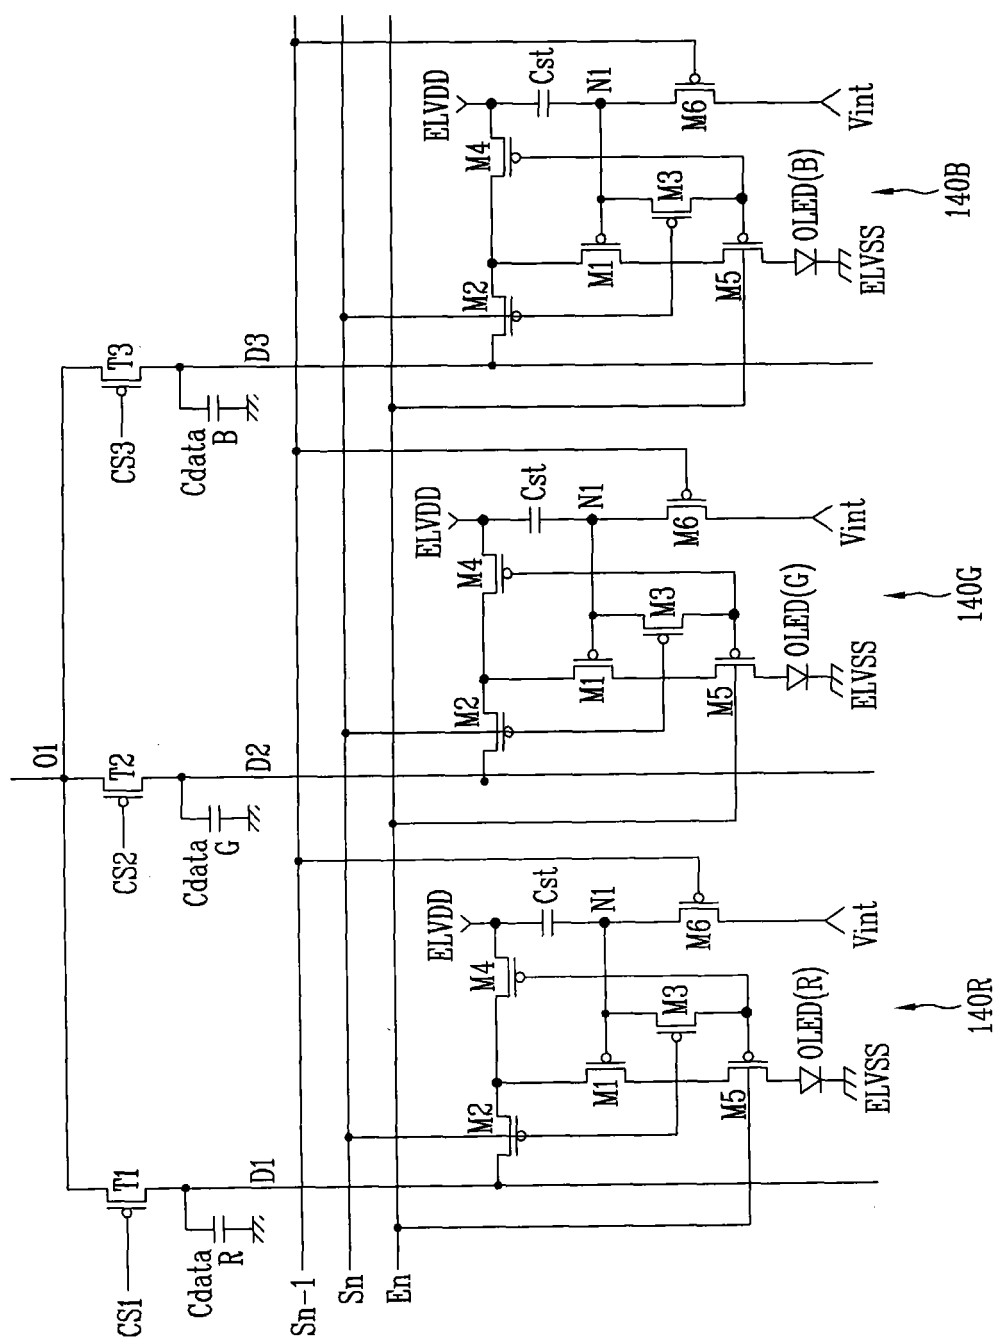 O1
CS1
T1
Cdata
R
D1
CS2
T2
Cdata
G
D2
CS3
T3
Cdata
B
D3
Sn-1
Sn
En
ELVDD
M2
M4
Cst
N1
M1
M3
M6
M5
OLED(R)
ELVSS
Vint
140R
ELVDD
M2
M4
Cst
N1
M1
M3
M6
M5
OLED(G)
ELVSS
Vint
140G
ELVDD
M2
M4
Cst
N1
M1
M3
M6
M5
OLED(B)
ELVSS
Vint
140B